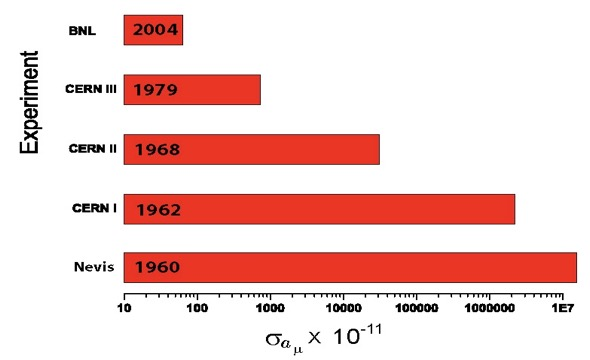 Experiment
BNL 2004
CERN III 1979
CERN II 1968
CERN I 1962
Nevis 1960
10 100 1000 10000 100000 1000000 1E7
σaμ × 10-11